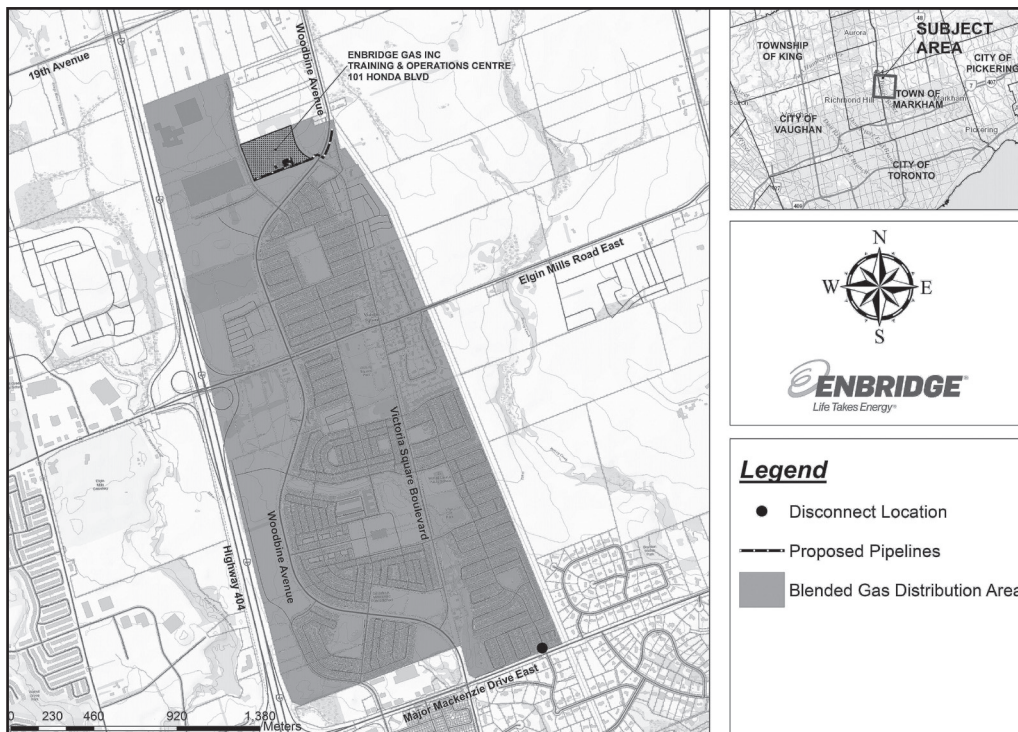 19th Avenue
Woodbine Avenue
Woodbine Avenue
ENBRIDGE GAS INC
TRAINING & OPERATIONS CENTRE
101 HONDA BLVD
Elgin Mills Road East
Victoria Square Boulevard
Woodbine Avenue
Highway 404
Major Mackenzie Drive East
0 230 460 920 1,380
Meters
SUBJECT
AREA
Aurora
TOWNSHIP
OF KING
CITY OF
PICKERING
Richmond Hill
TOWN OF
MARKHAM
Markham
CITY OF
VAUGHAN
Pickering
CITY OF
TORONTO
N
W E
S
ENBRIDGE®
Life Takes Energy®
Legend
Disconnect Location
Proposed Pipelines
Blended Gas Distribution Area